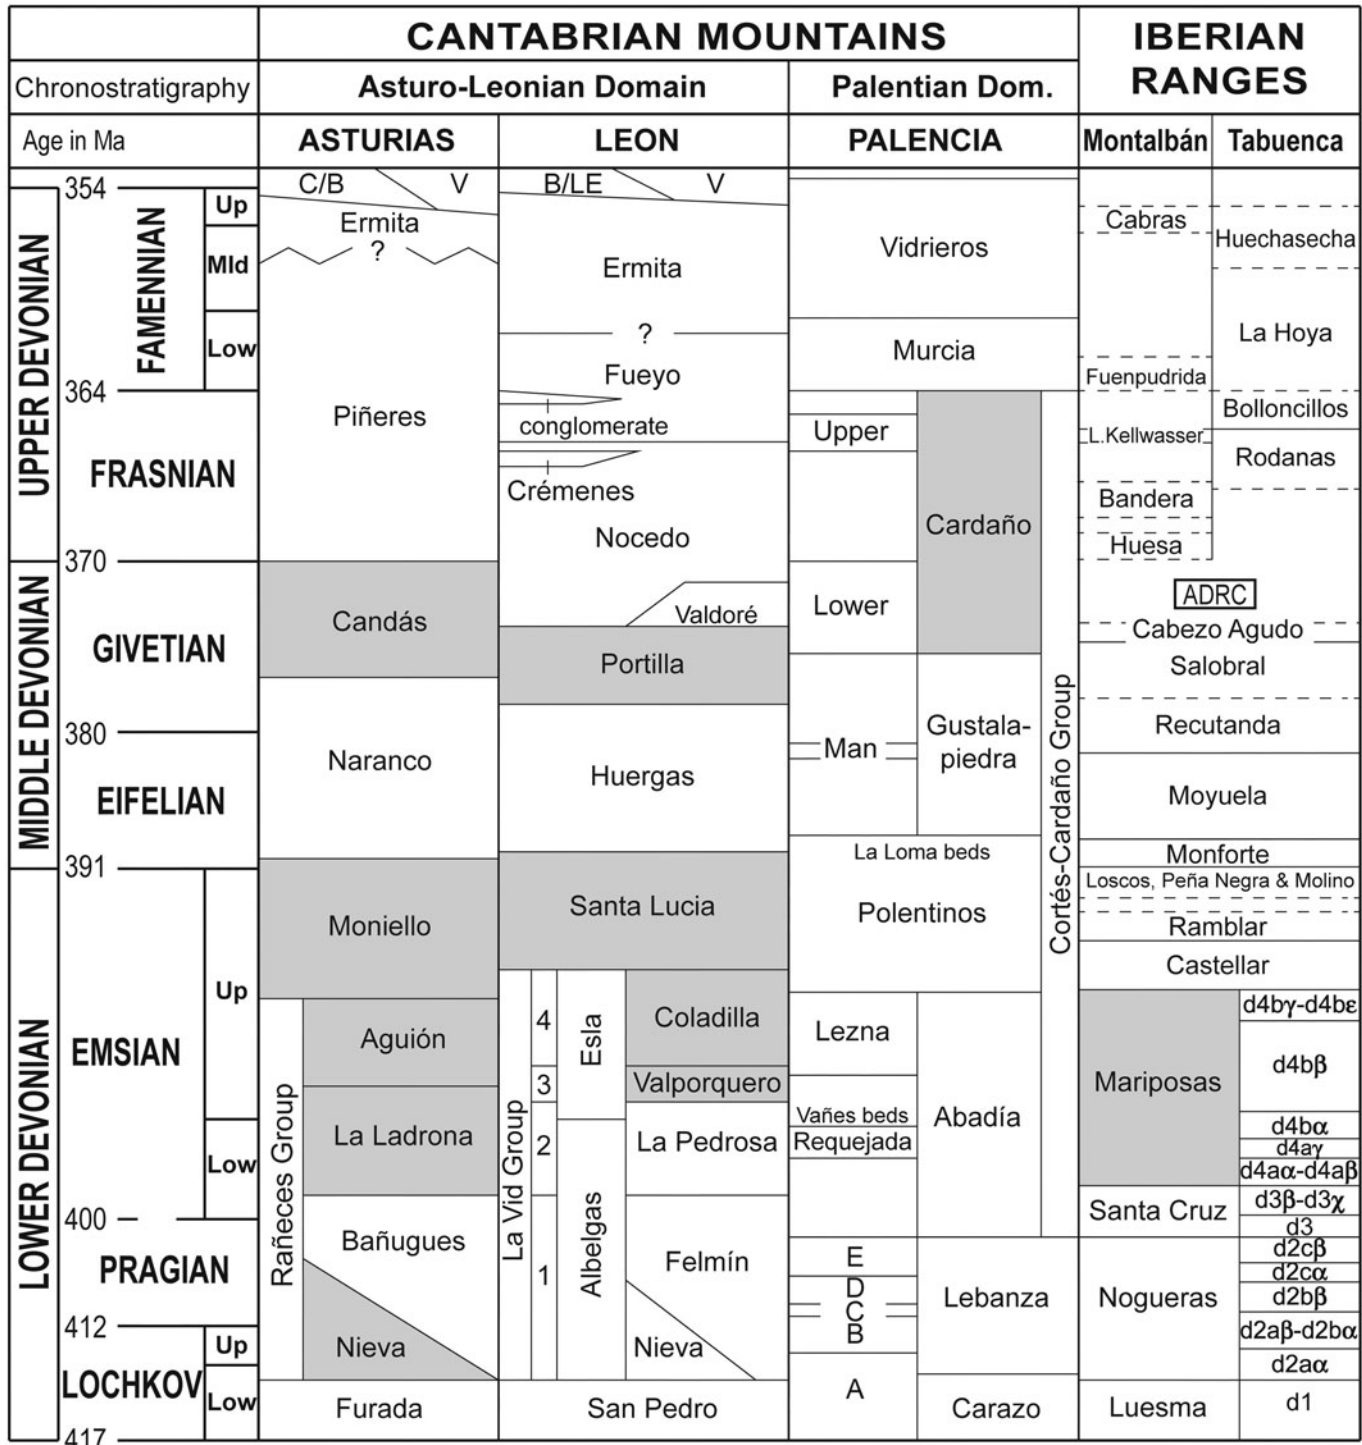 CANTABRIAN MOUNTAINS
IBERIAN
RANGES
Chronostratigraphy
Asturo-Leonian Domain
Palentian Dom.
Age in Ma
ASTURIAS
LEON
PALENCIA
Montalbán
Tabuenca
UPPER DEVONIAN
MIDDLE DEVONIAN
LOWER DEVONIAN
354
FAMENNIAN
Up
Mld
Low
364
FRASNIAN
370
GIVETIAN
380
EIFELIAN
391
EMSIAN
Up
Low
400
PRAGIAN
412
LOCHKOV
Up
Low
417
C/B
V
Ermita
?
Piñeres
Candás
Naranco
Moniello
Rañeces Group
Aguión
La Ladrona
Bañugues
Nieva
Furada
B/LE
V
Ermita
?
Fueyo
conglomerate
Crémenes
Nocedo
Valdoré
Portilla
Huergas
Santa Lucia
La Vid Group
4
3
2
1
Esla
Albelgas
Coladilla
Valporquero
La Pedrosa
Felmín
Nieva
San Pedro
Vidrieros
Murcia
Upper
Cardaño
Lower
Man
Gustala-
piedra
Cortés-Cardaño Group
La Loma beds
Polentinos
Lezna
Vañes beds
Requejada
Abadía
E
D
C
B
A
Lebanza
Carazo
Cabras
Huechasecha
La Hoya
Fuenpudrida
Bolloncillos
L.Kellwasser
Rodanas
Bandera
Huesa
ADRC
Cabezo Agudo
Salobral
Recutanda
Moyuela
Monforte
Loscos, Peña Negra & Molino
Ramblar
Castellar
Mariposas
Santa Cruz
Nogueras
Luesma
d4bγ-d4bε
d4bβ
d4bα
d4aγ
d4aα-d4aβ
d3β-d3χ
d3
d2cβ
d2cα
d2bβ
d2aβ-d2bα
d2aα
d1